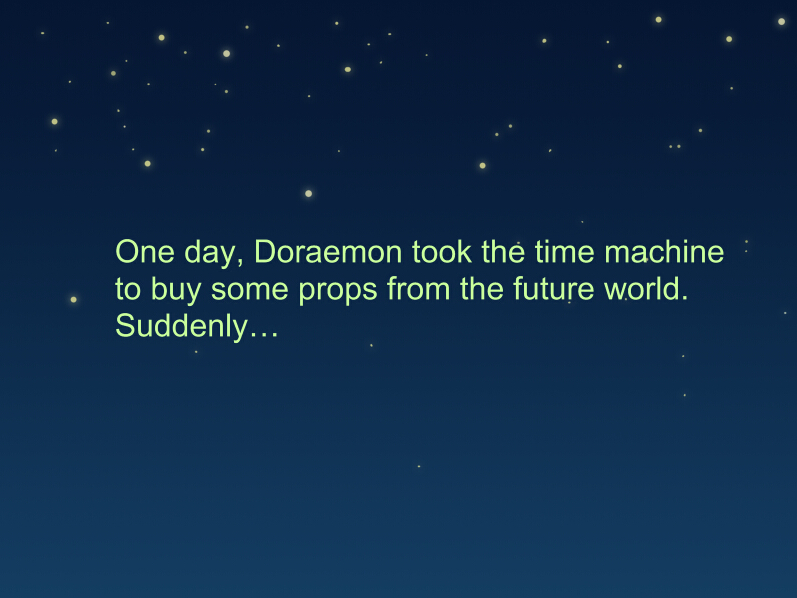 One day, Doraemon took the time machine
to buy some props from the future world.
Suddenly…